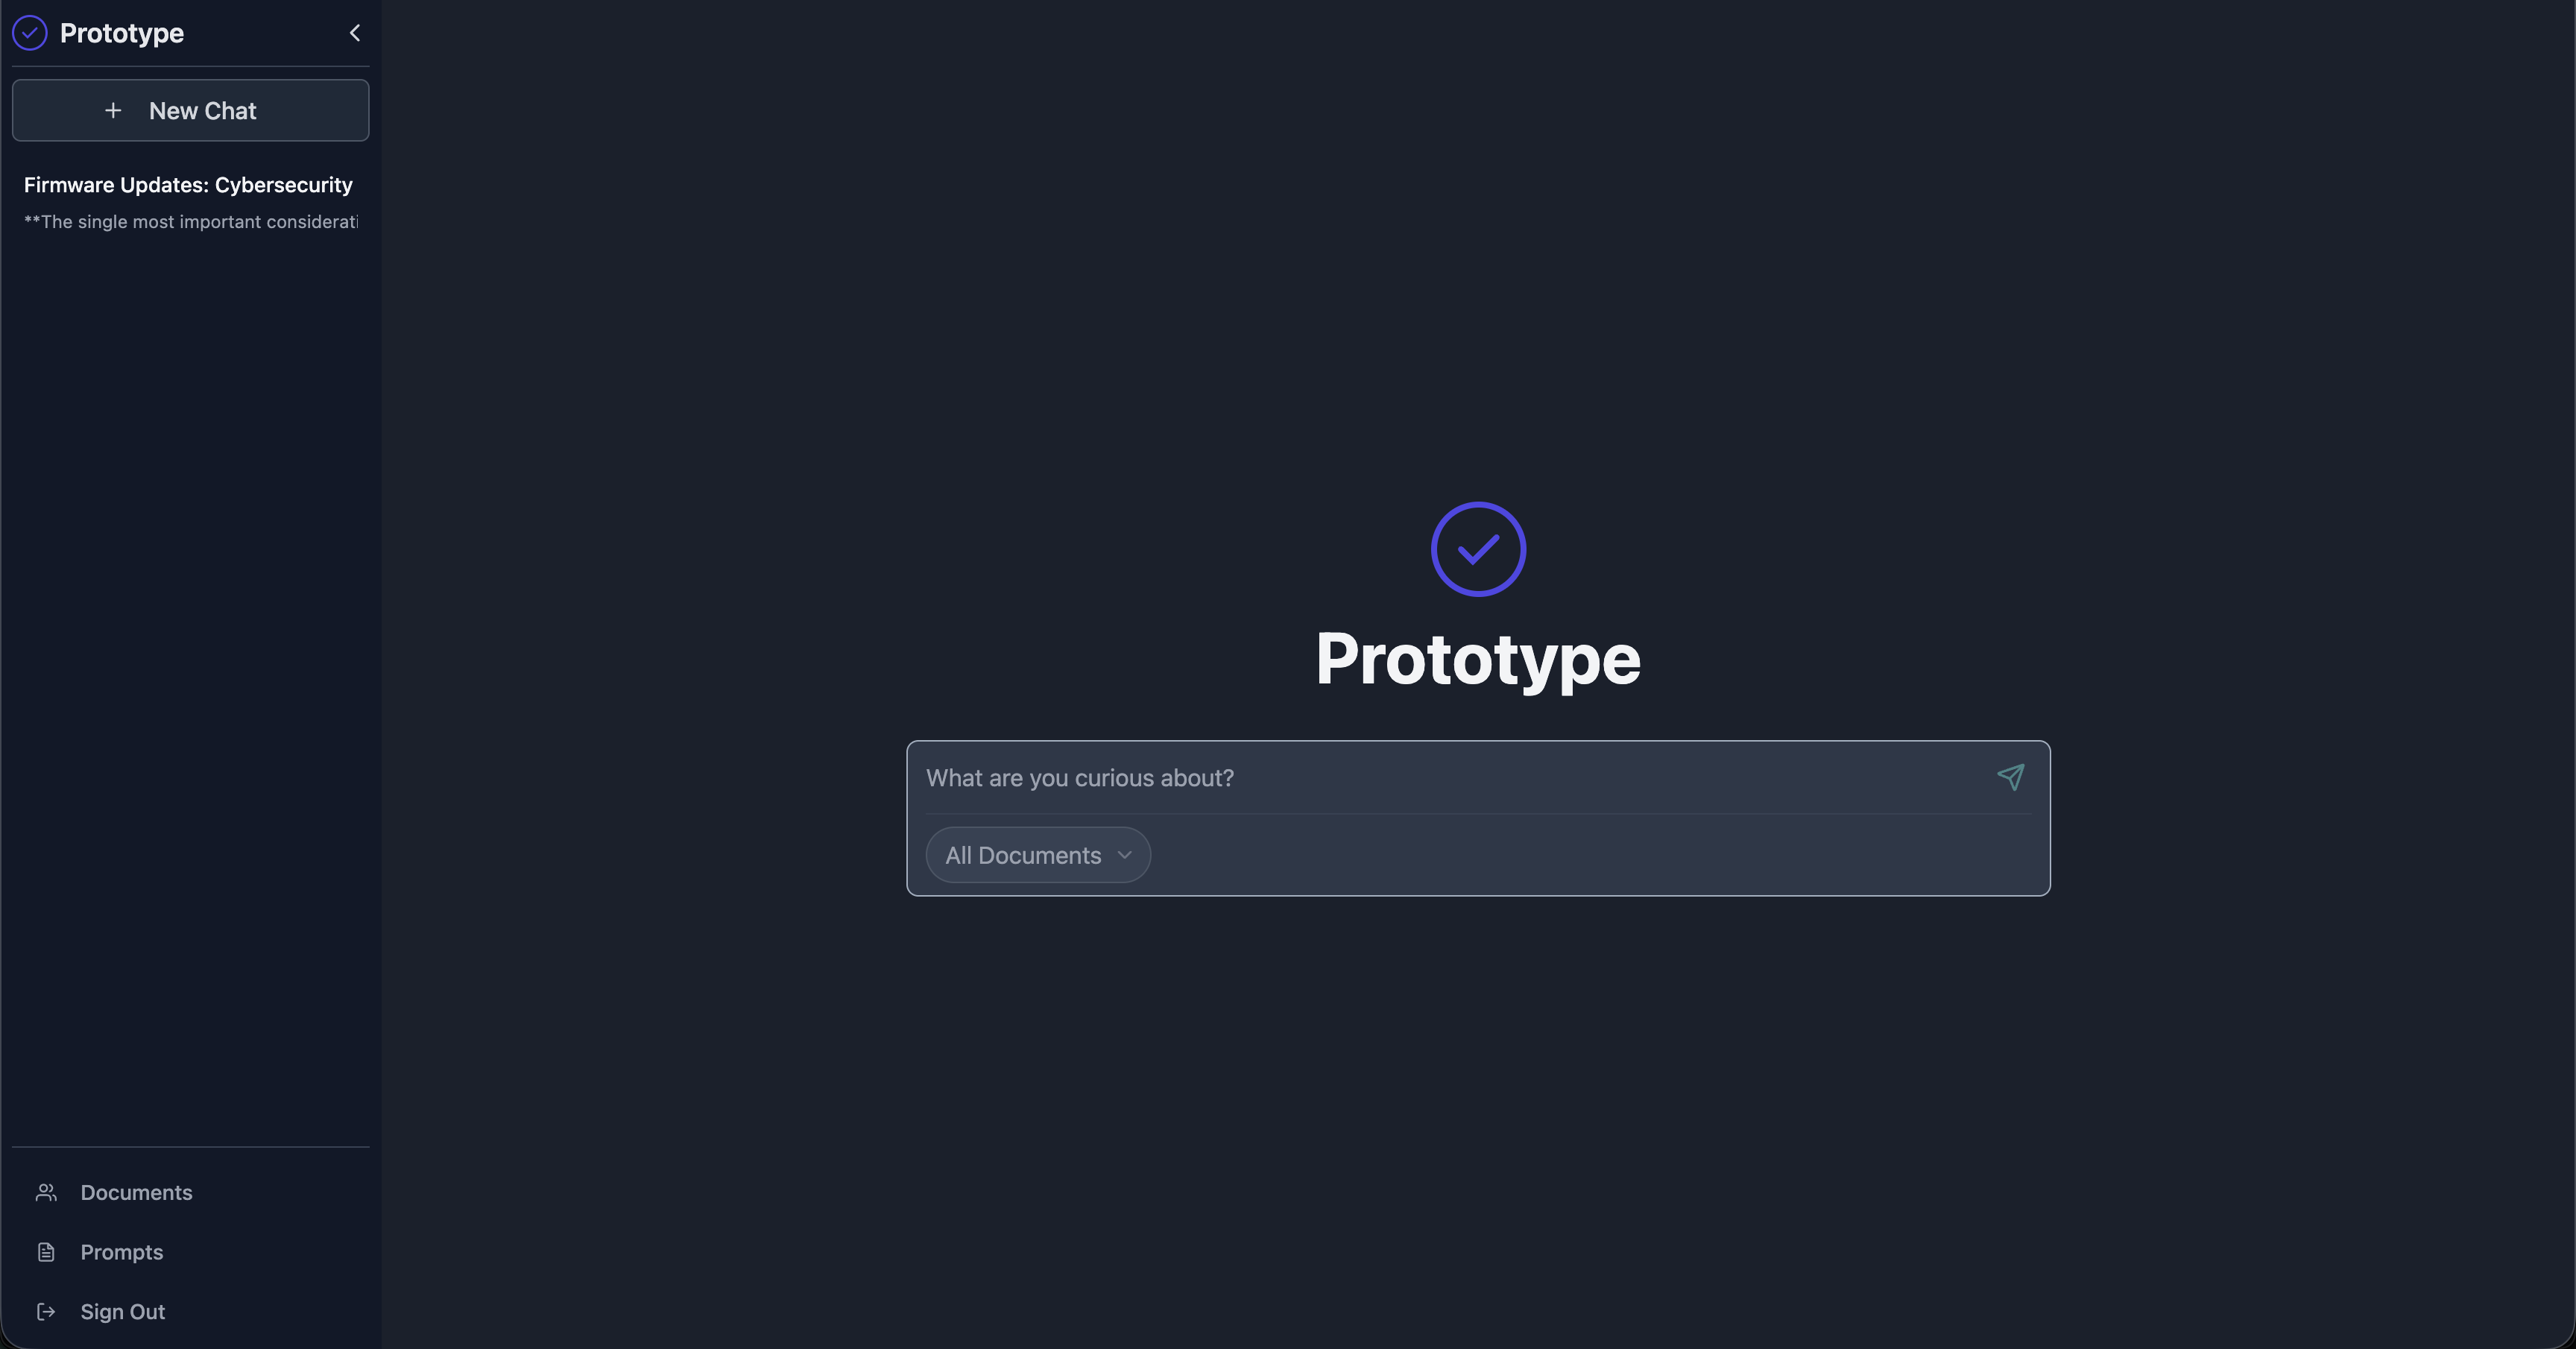 Prototype
New Chat
Firmware Updates: Cybersecurity
**The single most important considerati
Prototype
What are you curious about?
All Documents
Documents
Prompts
Sign Out